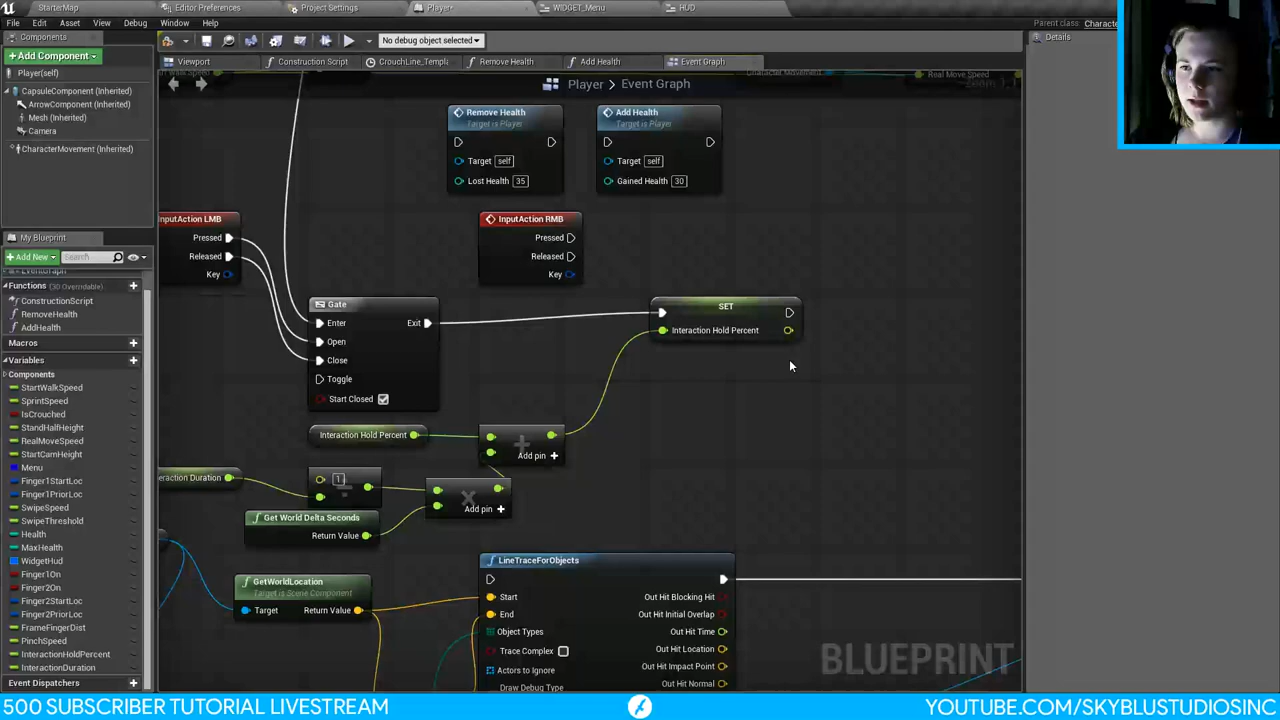 StarterMap
Editor Preferences
Project Settings
Player*
WIDGET_Menu
HUD
File Edit Asset View Debug Window Help
Parent class: Character
Components
+ Add Component
Player(self)
CapsuleComponent (Inherited)
ArrowComponent (Inherited)
Mesh (Inherited)
Camera
CharacterMovement (Inherited)
No debug object selected
Details
Viewport
Construction Script
CrouchLine_Templ
Remove Health
Add Health
Event Graph
Player > Event Graph
Real Move Speed
Remove Health
Target is Player
Target self
Lost Health 35
Add Health
Target is Player
Target self
Gained Health 30
InputAction LMB
Pressed
Released
Key
InputAction RMB
Pressed
Released
Key
My Blueprint
+ Add New
Search
Functions (30 Overridable)
ConstructionScript
RemoveHealth
AddHealth
Macros
Variables
Components
StartWalkSpeed
SprintSpeed
IsCrouched
StandHalfHeight
RealMoveSpeed
StartCamHeight
Menu
Finger1StartLoc
Finger1PriorLoc
SwipeSpeed
SwipeThreshold
Health
MaxHealth
WidgetHud
Finger1On
Finger2On
Finger2StartLoc
Finger2PriorLoc
FrameFingerDist
PinchSpeed
InteractionHoldPercent
InteractionDuration
Event Dispatchers
Gate
Enter
Exit
Open
Close
Toggle
Start Closed
SET
Interaction Hold Percent
Interaction Hold Percent
Add pin +
eraction Duration
1
Add pin +
Get World Delta Seconds
Return Value
GetWorldLocation
Target is Scene Component
Target
Return Value
LineTraceForObjects
Start
End
Object Types
Trace Complex
Actors to Ignore
Draw Debug Type
Out Hit Blocking Hit
Out Hit Initial Overlap
Out Hit Time
Out Hit Location
Out Hit Impact Point
Out Hit Normal
BLUEPRINT
500 SUBSCRIBER TUTORIAL LIVESTREAM
YOUTUBE.COM/SKYBLUSTUDIOSINC